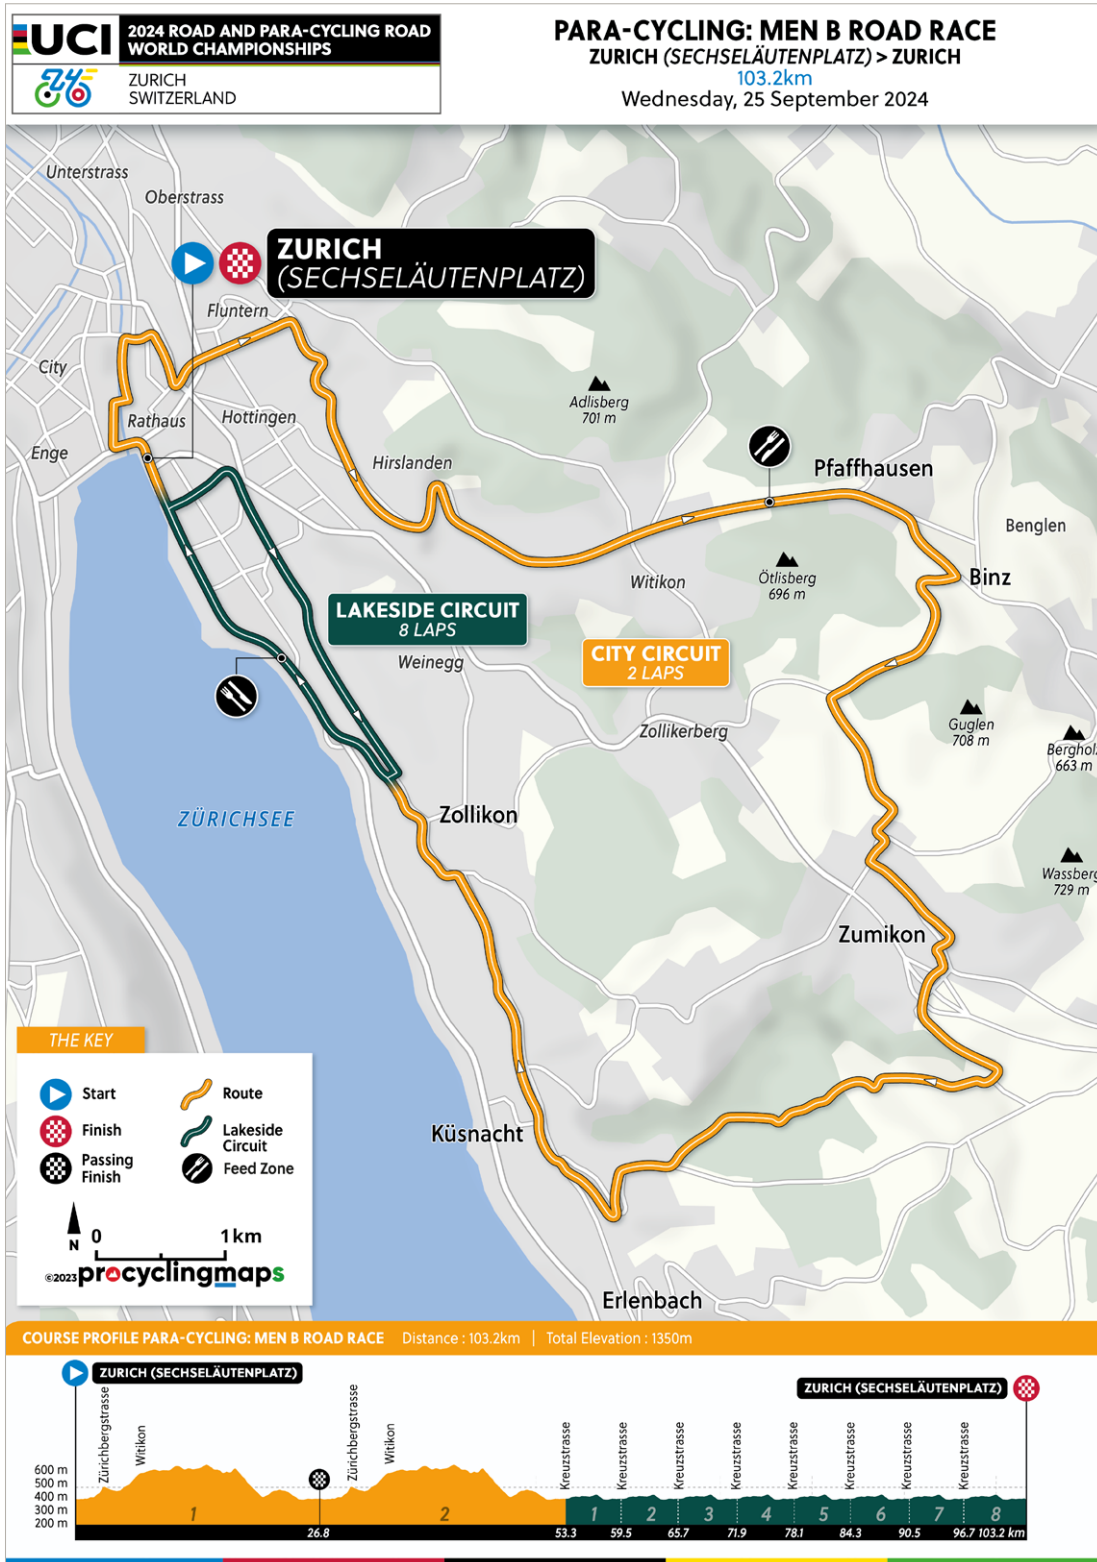 UCI
2024 ROAD AND PARA-CYCLING ROAD
WORLD CHAMPIONSHIPS
ZURICH
SWITZERLAND
PARA-CYCLING: MEN B ROAD RACE
ZURICH (SECHSELÄUTENPLATZ) > ZURICH
103.2km
Wednesday, 25 September 2024
Unterstrass
Oberstrass
ZURICH
(SECHSELÄUTENPLATZ)
Fluntern
City
Rathaus
Hottingen
Enge
Hirslanden
Adlisberg
701 m
Pfaffhausen
Benglen
Ötlisberg
696 m
Binz
Witikon
LAKESIDE CIRCUIT
8 LAPS
Weinegg
CITY CIRCUIT
2 LAPS
Zollikerberg
Guglen
708 m
Bergholz
663 m
ZÜRICHSEE
Zollikon
Wassberg
729 m
Zumikon
Küsnacht
Erlenbach
THE KEY
Start
Route
Finish
Lakeside
Circuit
Passing
Finish
Feed Zone
N
0 1 km
©2023 procyclingmaps
COURSE PROFILE PARA-CYCLING: MEN B ROAD RACE Distance : 103.2km | Total Elevation : 1350m
ZURICH (SECHSELÄUTENPLATZ)
ZURICH (SECHSELÄUTENPLATZ)
Zürichbergstrasse
Witikon
Zürichbergstrasse
Witikon
Kreuzstrasse
Kreuzstrasse
Kreuzstrasse
Kreuzstrasse
Kreuzstrasse
Kreuzstrasse
Kreuzstrasse
Kreuzstrasse
600 m
500 m
400 m
300 m
200 m
1 2 1 2 3 4 5 6 7 8
26.8 53.3 59.5 65.7 71.9 78.1 84.3 90.5 96.7 103.2 km